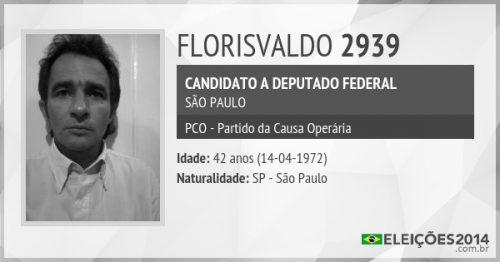 FLORISVALDO 2939
CANDIDATO A DEPUTADO FEDERAL
SÃO PAULO
PCO - Partido da Causa Operária
Idade: 42 anos (14-04-1972)
Naturalidade: SP - São Paulo
ELEIÇÕES2014
.com.br